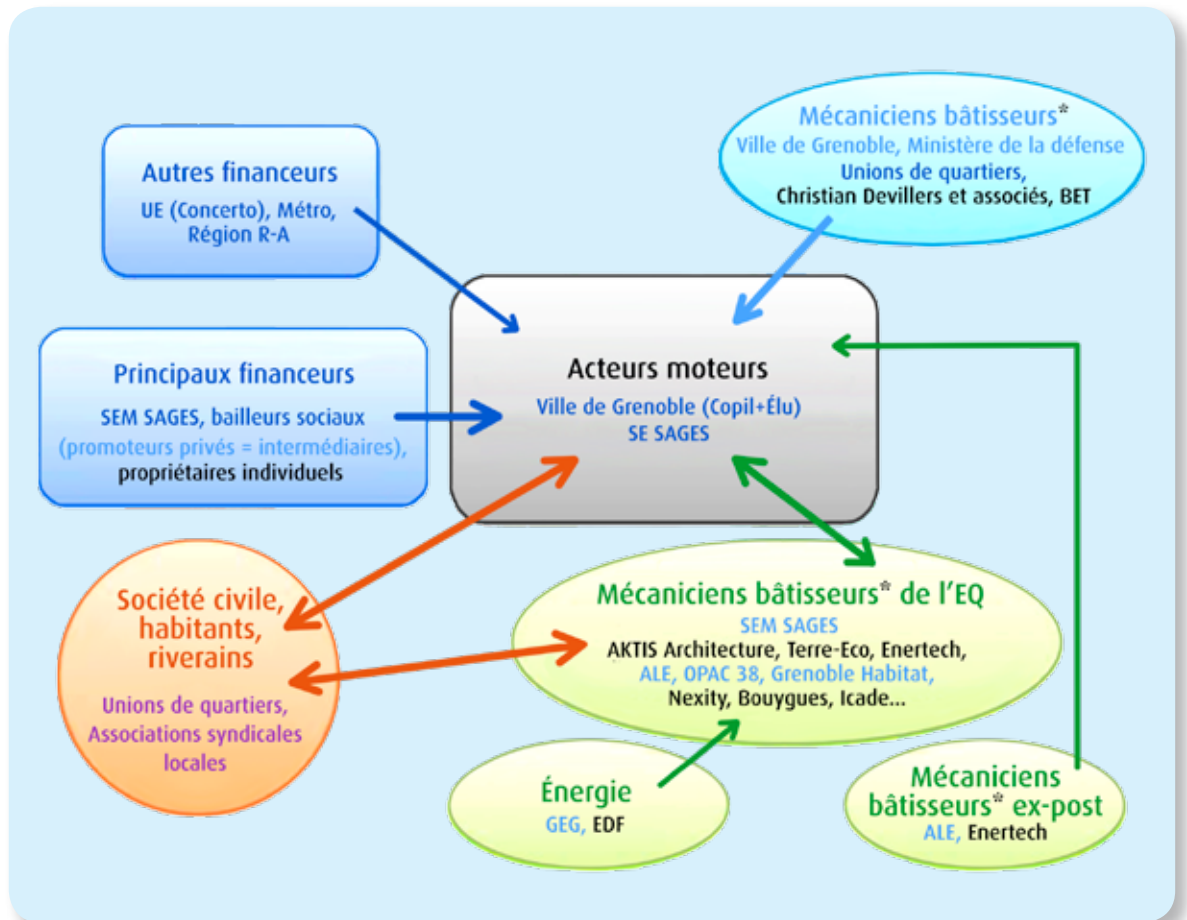 Mécaniciens bâtisseurs*
Ville de Grenoble, Ministère de la défense
Unions de quartiers,
Christian Devillers et associés, BET
Autres financeurs
UE (Concerto), Métro,
Région R-A
Principaux financeurs
SEM SAGES, bailleurs sociaux
(promoteurs privés = intermédiaires),
propriétaires individuels
Acteurs moteurs
Ville de Grenoble (Copil+Élu)
SE SAGES
Société civile,
habitants,
riverains
Unions de quartiers,
Associations syndicales
locales
Mécaniciens bâtisseurs* de l'EQ
SEM SAGES
AKTIS Architecture, Terre-Eco, Enertech,
ALE, OPAC 38, Grenoble Habitat,
Nexity, Bouygues, Icade...
Énergie
GEG, EDF
Mécaniciens
bâtisseurs* ex-post
ALE, Enertech